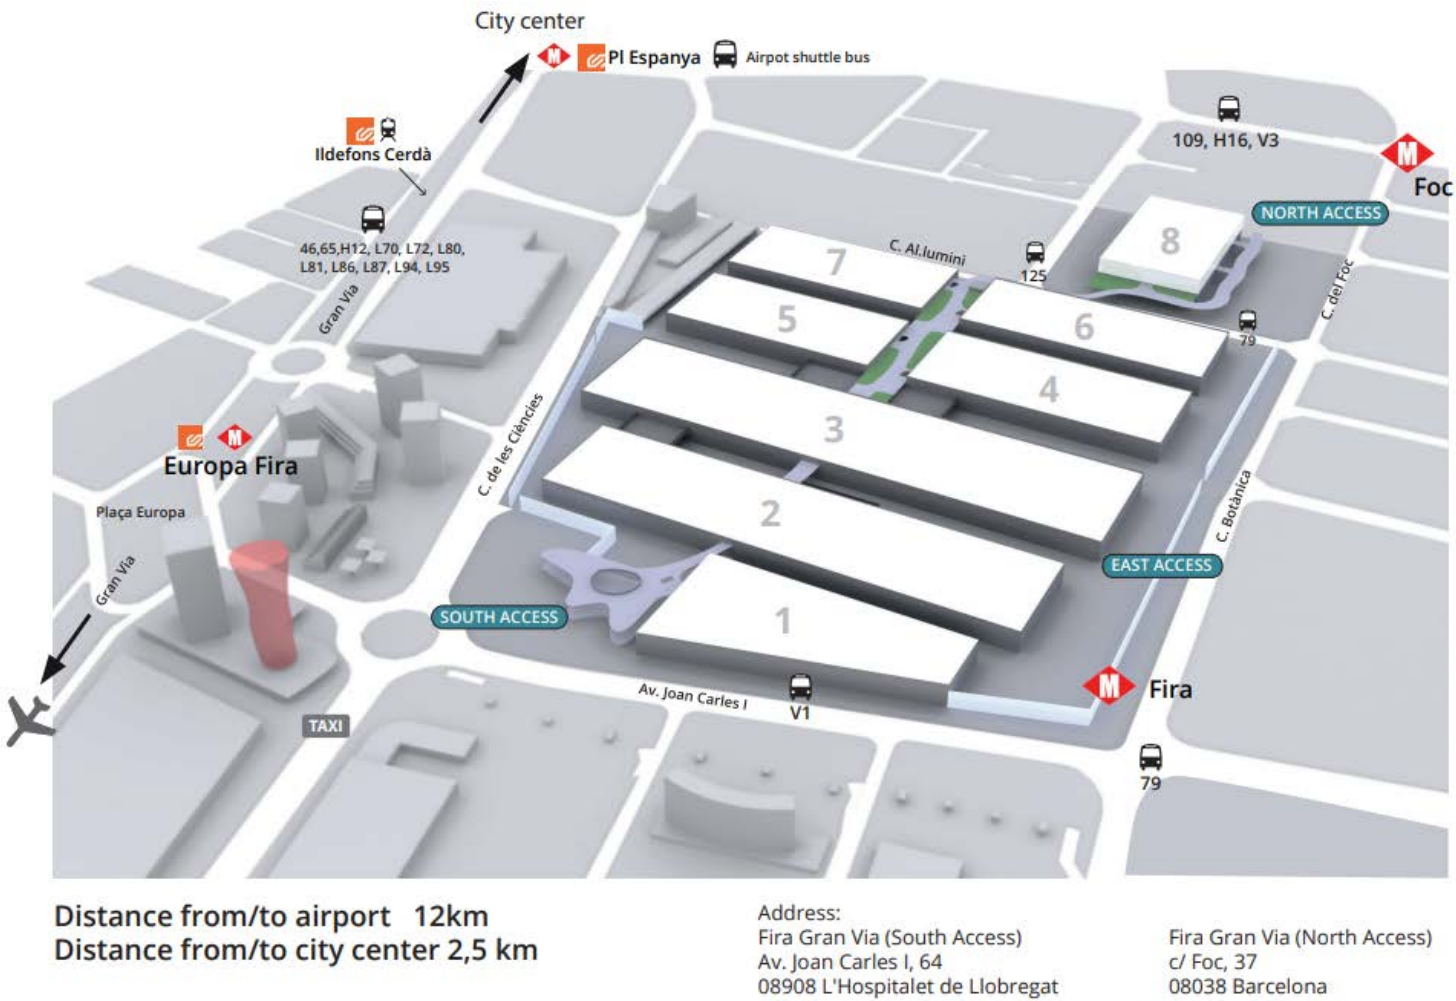 City center
M
Pl Espanya
Airpot shuttle bus
109, H16, V3
M
Foc
Ildefons Cerdà
NORTH ACCESS
46,65,H12, L70, L72, L80,
L81, L86, L87, L94, L95
8
7
C. Al.lumini
125
C. del Foc
Gran Via
5
6
79
4
3
C. de les Ciències
M
Europa Fira
Plaça Europa
2
C. Botànica
EAST ACCESS
Gran Via
SOUTH ACCESS
1
M
Fira
Av. Joan Carles I
V1
TAXI
79
Distance from/to airport 12km
Distance from/to city center 2,5 km
Address:
Fira Gran Via (South Access)
Av. Joan Carles I, 64
08908 L'Hospitalet de Llobregat
Fira Gran Via (North Access)
c/ Foc, 37
08038 Barcelona